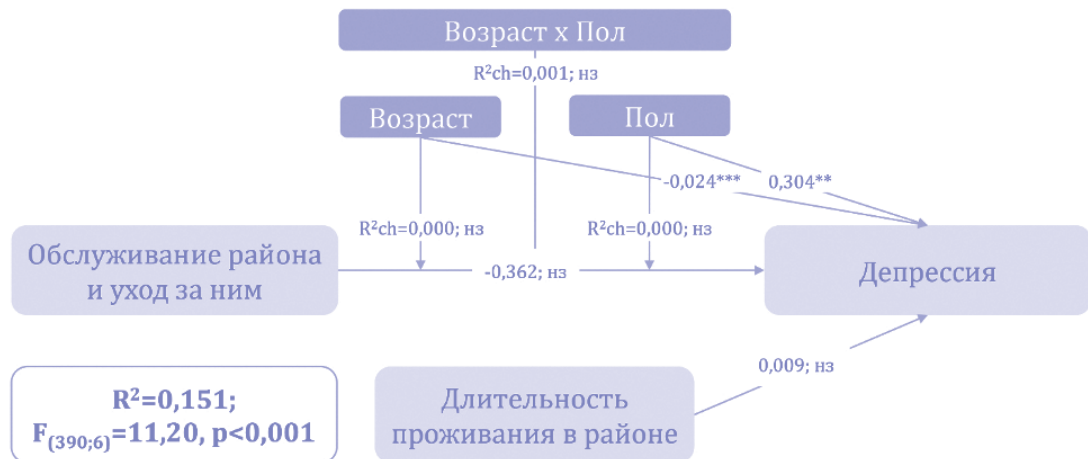 Возраст x Пол
R²ch=0,001; нз
Возраст
Пол
-0,024***
0,304**
R²ch=0,000; нз
R²ch=0,000; нз
Обслуживание района
и уход за ним
-0,362; нз
Депрессия
0,009; нз
R²=0,151;
F(390;6)=11,20, p<0,001
Длительность
проживания в районе